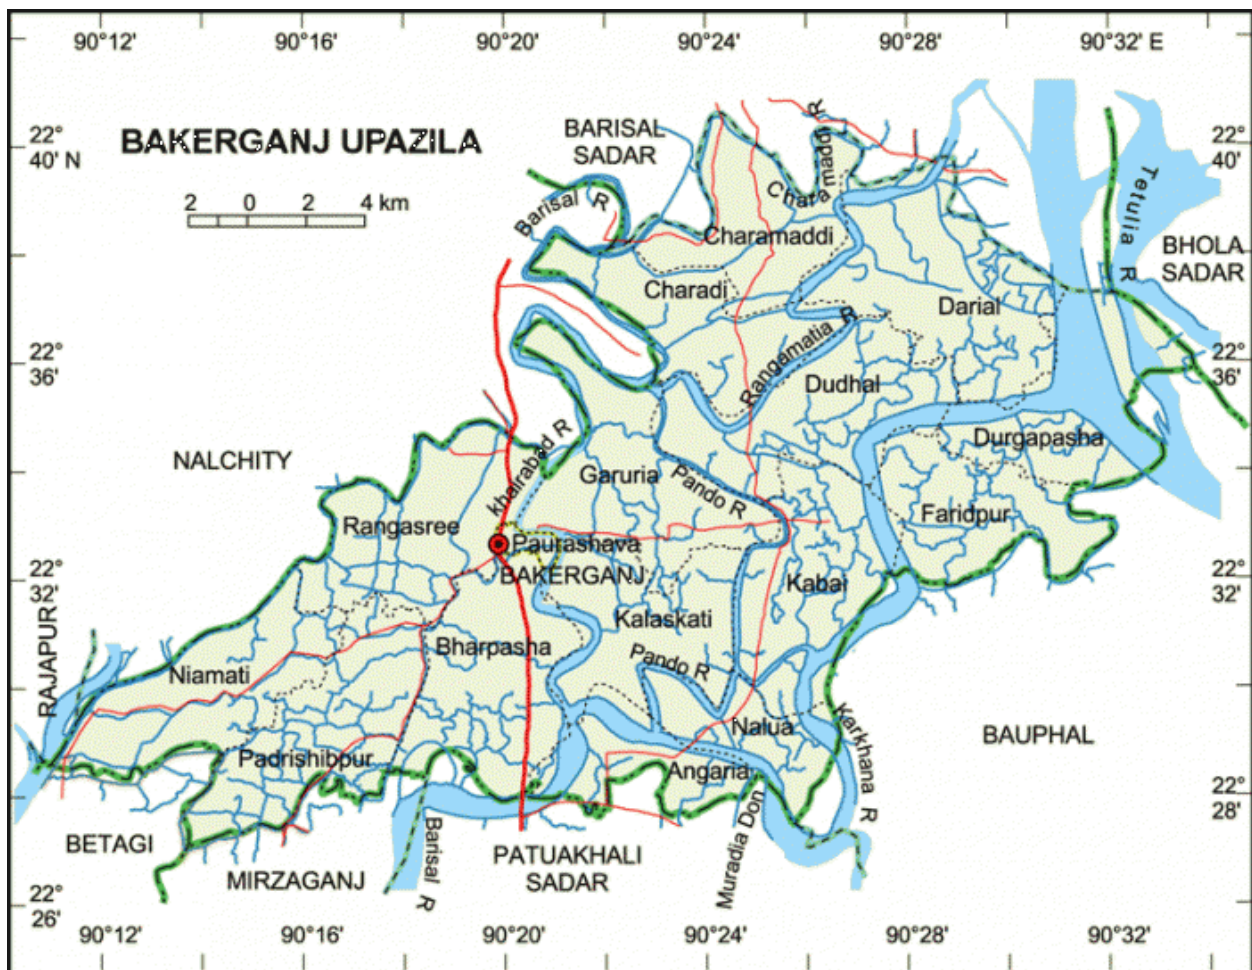 90°12' 90°16' 90°20' 90°24' 90°28' 90°32' E
22°
40' N
BAKERGANJ UPAZILA
BARISAL
SADAR
22°
40'
2 0 2 4 km
Barisal R
Charamaddi R
Tetulia R
Charamaddi
BHOLA
SADAR
Charadi
Darial
Rangamatia R
22°
36'
22°
36'
Dudhal
Durgapasha
khairabad R
NALCHITY
Garuria
Pando R
Faridpur
Rangasree
Paurashava
BAKERGANJ
22°
32'
Kabai
22°
32'
RAJAPUR
Kalaskati
Bharpasha
Pando R
Niamati
Nalua
Karkhana R
BAUPHAL
Padrishibpur
Angaria
22°
28'
Muradia Don
BETAGI
Barisal R
PATUAKHALI
SADAR
MIRZAGANJ
22°
26'
90°12' 90°16' 90°20' 90°24' 90°28' 90°32'